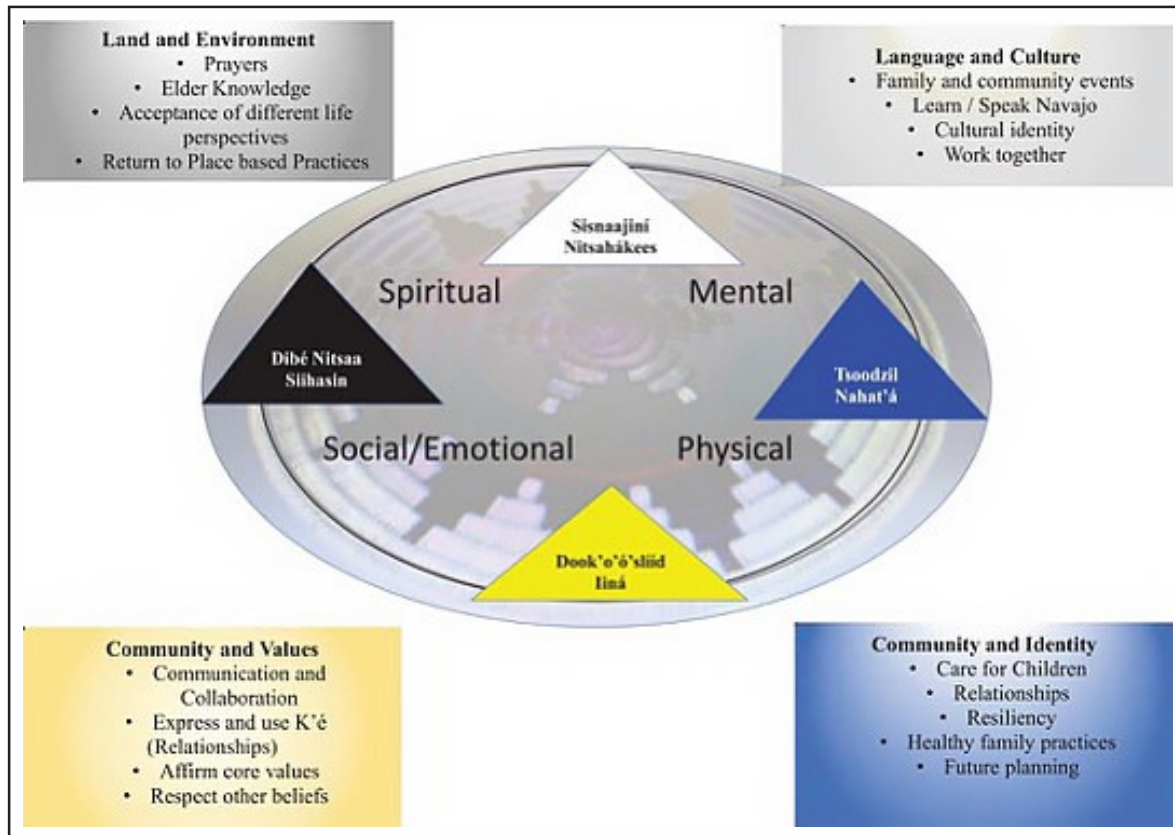 Land and Environment
• Prayers
• Elder Knowledge
• Acceptance of different life
perspectives
• Return to Place based Practices
Language and Culture
• Family and community events
• Learn / Speak Navajo
• Cultural identity
• Work together
Sisnaajiní
Nitsahákees
Spiritual
Mental
Dibé Nitsaa
Siihasin
Tsoodzil
Nahat'á
Social/Emotional
Physical
Dook'o'ó'slííd
Iiná
Community and Values
• Communication and
Collaboration
• Express and use K'é
(Relationships)
• Affirm core values
• Respect other beliefs
Community and Identity
• Care for Children
• Relationships
• Resiliency
• Healthy family practices
• Future planning